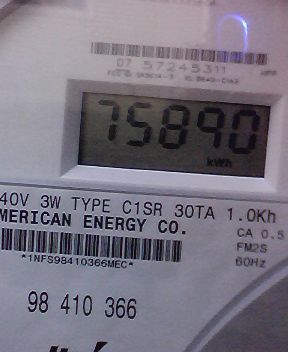 07 57245311
75890
kWh
40V 3W TYPE C1SR 30TA 1.0Kh
MERICAN ENERGY CO.
CA 0.5
FM2S
*1NFS98410366MEC*
60Hz
98 410 366